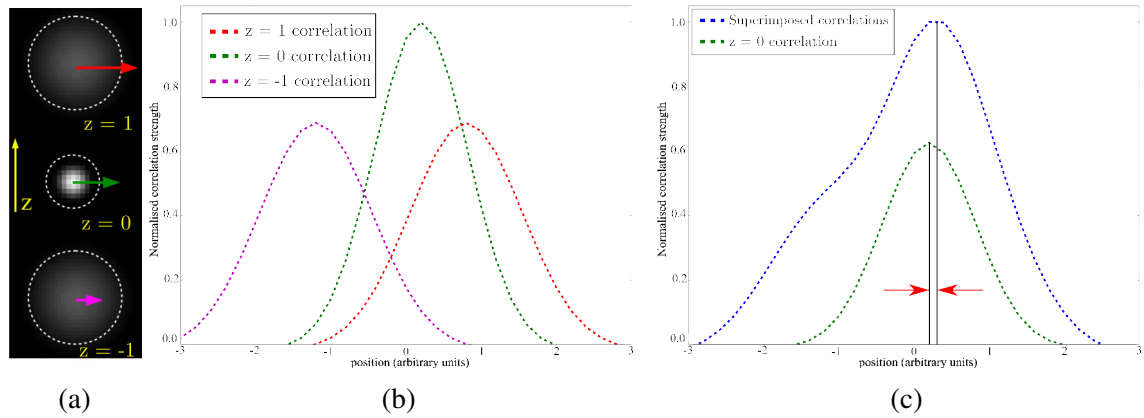 z = 1
z
z = 0
z = -1
(a)
Normalised correlation strength
1.0
0.8
0.6
0.4
0.2
0.0
z = 1 correlation
z = 0 correlation
z = -1 correlation
-3 -2 -1 0 1 2 3
position (arbitrary units)
(b)
Normalised correlation strength
1.0
0.8
0.6
0.4
0.2
0.0
Superimposed correlations
z = 0 correlation
-3 -2 -1 0 1 2 3
position (arbitrary units)
(c)